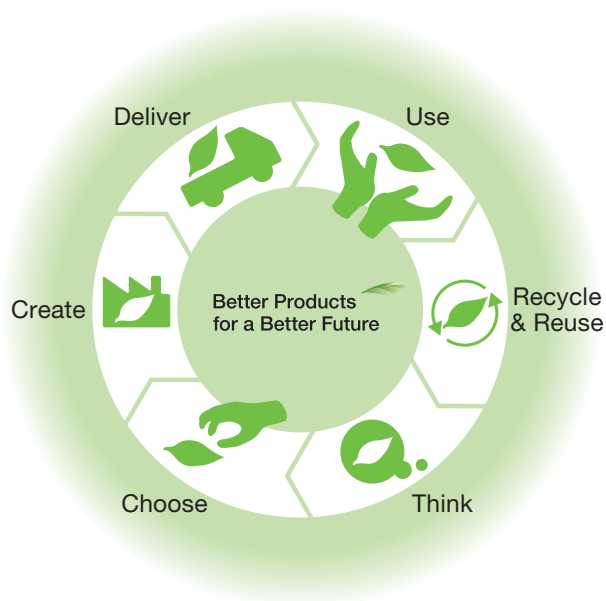 Deliver
Use
Create
Better Products
for a Better Future
Recycle
& Reuse
Choose
Think